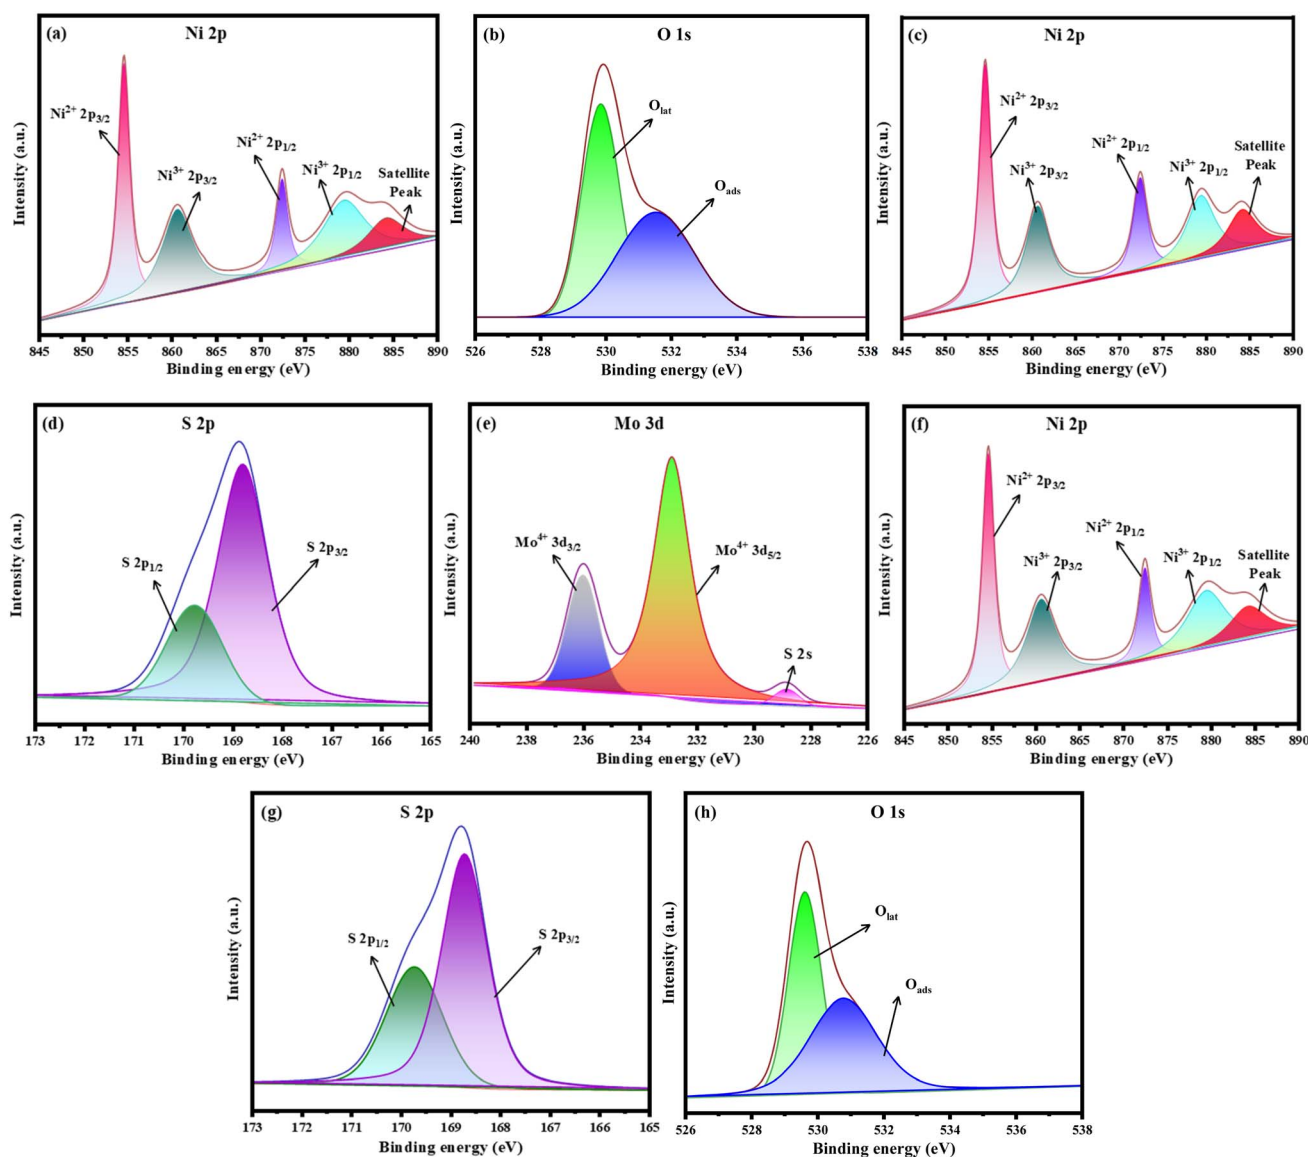 (a) Ni 2p
Ni²⁺ 2p₃/₂
Ni³⁺ 2p₃/₂
Ni²⁺ 2p₁/₂
Ni³⁺ 2p₁/₂
Satellite
Peak
Intensity (a.u.)
845 850 855 860 865 870 875 880 885 890
Binding energy (eV)
(b) O 1s
Oₗₐₜ
Oₐdₛ
Intensity (a.u.)
526 528 530 532 534 536 538
Binding energy (eV)
(c) Ni 2p
Ni²⁺ 2p₃/₂
Ni³⁺ 2p₃/₂
Ni²⁺ 2p₁/₂
Ni³⁺ 2p₁/₂
Satellite
Peak
Intensity (a.u.)
845 850 855 860 865 870 875 880 885 890
Binding energy (eV)
(d) S 2p
S 2p₁/₂
S 2p₃/₂
Intensity (a.u.)
173 172 171 170 169 168 167 166 165
Binding energy (eV)
(e) Mo 3d
Mo⁴⁺ 3d₃/₂
Mo⁴⁺ 3d₅/₂
S 2s
Intensity (a.u.)
240 238 236 234 232 230 228 226
Binding energy (eV)
(f) Ni 2p
Ni²⁺ 2p₃/₂
Ni³⁺ 2p₃/₂
Ni²⁺ 2p₁/₂
Ni³⁺ 2p₁/₂
Satellite
Peak
Intensity (a.u.)
845 850 855 860 865 870 875 880 885 890
Binding energy (eV)
(g) S 2p
S 2p₁/₂
S 2p₃/₂
Intensity (a.u.)
173 172 171 170 169 168 167 166 165
Binding energy (eV)
(h) O 1s
Oₗₐₜ
Oₐdₛ
Intensity (a.u.)
526 528 530 532 534 536 538
Binding energy (eV)